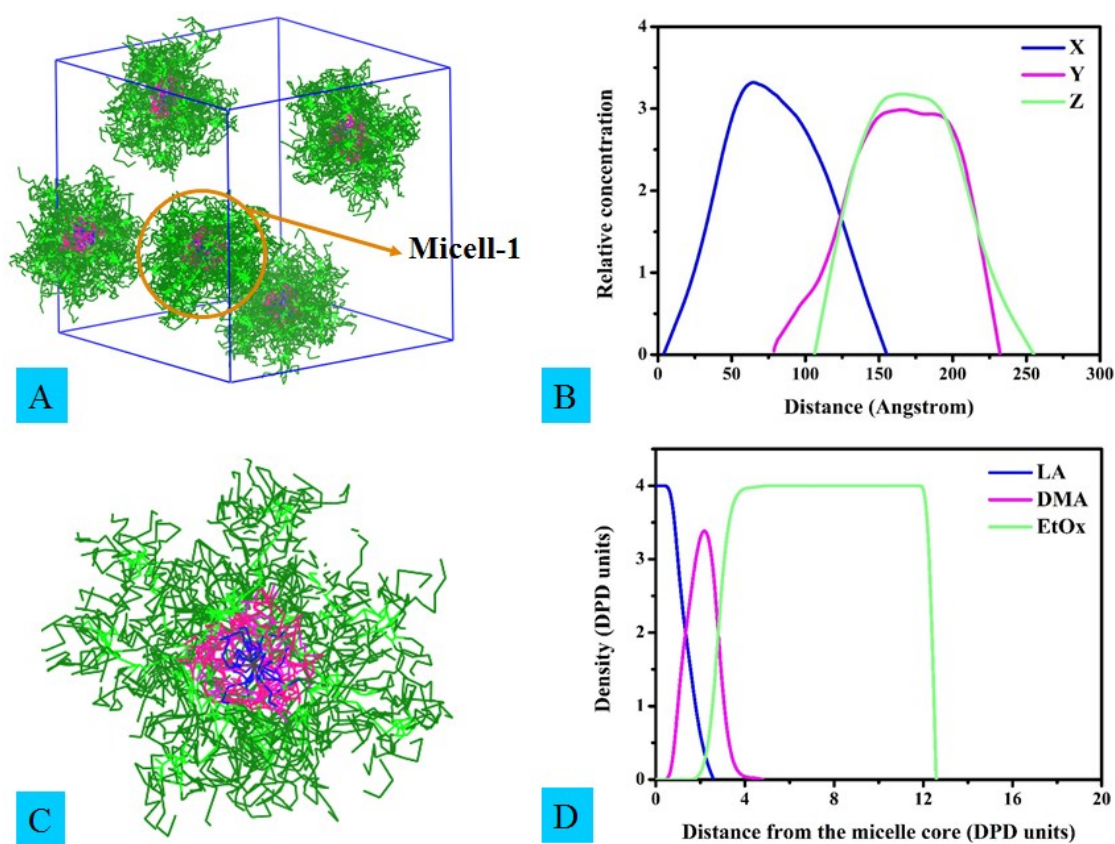 Micell-1
A
4
3
2
1
0
Relative concentration
X
Y
Z
0 50 100 150 200 250 300
Distance (Angstrom)
B
C
4
3
2
1
0
Density (DPD units)
LA
DMA
EtOx
0 4 8 12 16 20
Distance from the micelle core (DPD units)
D